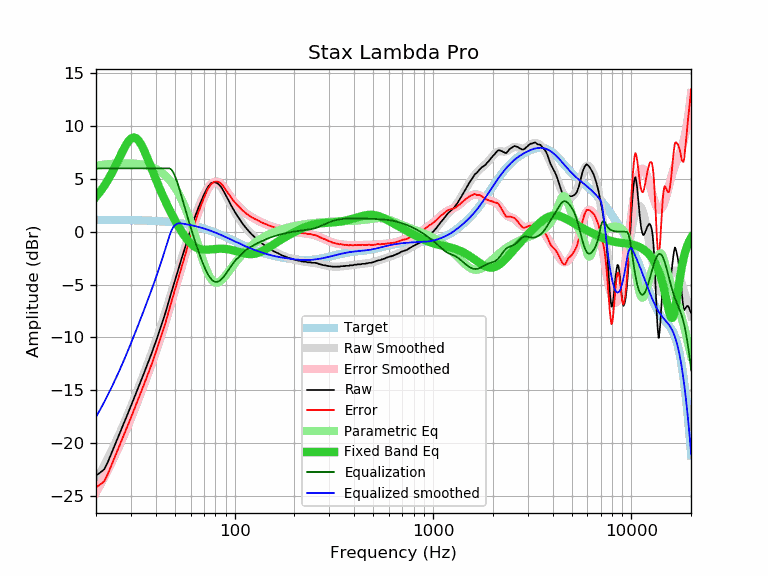 Stax Lambda Pro
Amplitude (dBr)
15
10
5
0
−5
−10
−15
−20
−25
Target
Raw Smoothed
Error Smoothed
Raw
Error
Parametric Eq
Fixed Band Eq
Equalization
Equalized smoothed
100 1000 10000
Frequency (Hz)